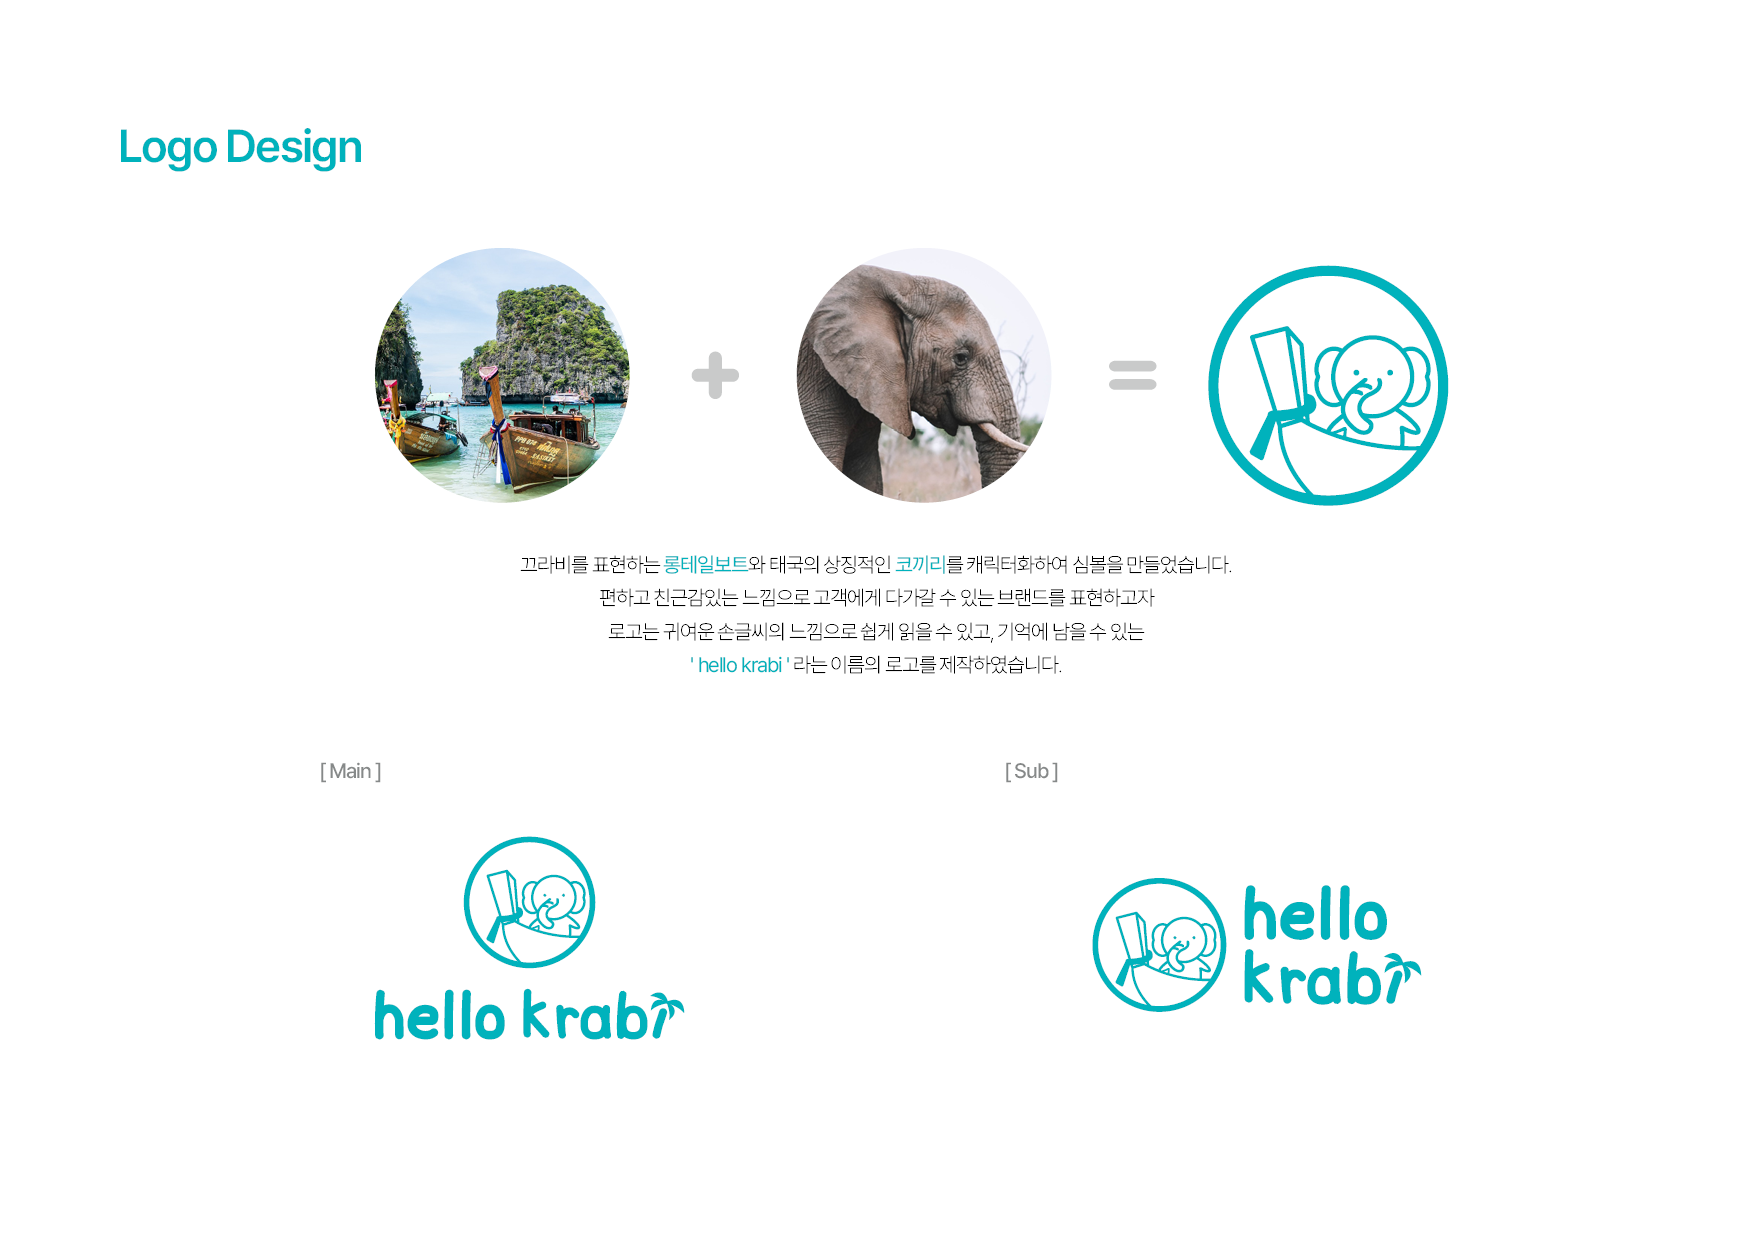 Logo Design
끄라비를 표현하는 롱테일보트와 태국의 상징적인 코끼리를 캐릭터화하여 심볼을 만들었습니다.
편하고 친근감있는 느낌으로 고객에게 다가갈 수 있는 브랜드를 표현하고자
로고는 귀여운 손글씨의 느낌으로 쉽게 읽을 수 있고, 기억에 남을 수 있는
' hello krabi ' 라는 이름의 로고를 제작하였습니다.
[ Main ]
[ Sub ]
hello krabi
hello
krabi